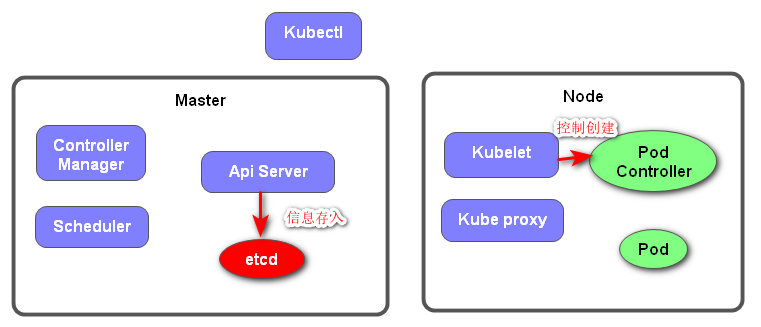 Kubectl
Master
Controller
Manager
Api Server
Scheduler
信息存入
etcd
Node
控制创建
Kubelet
Pod
Controller
Kube proxy
Pod